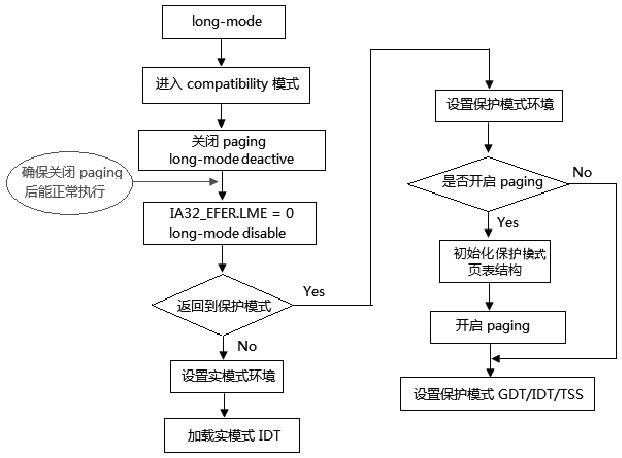 long-mode
进入 compatibility 模式
关闭 paging
long-mode deactive
确保关闭 paging
后能正常执行
IA32_EFER.LME = 0
long-mode disable
返回到保护模式
Yes
No
设置实模式环境
加载实模式 IDT
设置保护模式环境
是否开启 paging
No
Yes
初始化保护模式
页表结构
开启 paging
设置保护模式 GDT/IDT/TSS